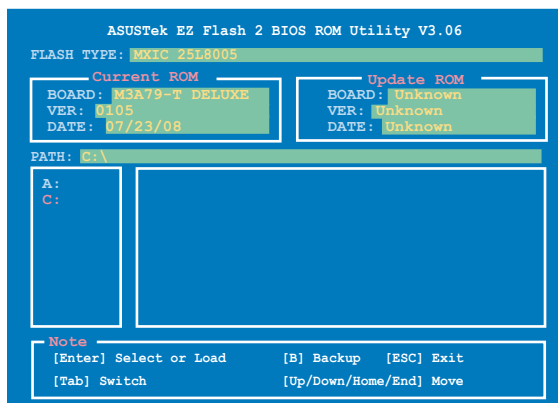 ASUSTek EZ Flash 2 BIOS ROM Utility V3.06
FLASH TYPE: MXIC 25L8005
Current ROM
BOARD: M3A79-T DELUXE
VER: 0105
DATE: 07/23/08
Update ROM
BOARD: Unknown
VER: Unknown
DATE: Unknown
PATH: C:\
A:
C:
Note
[Enter] Select or Load [B] Backup [ESC] Exit
[Tab] Switch [Up/Down/Home/End] Move